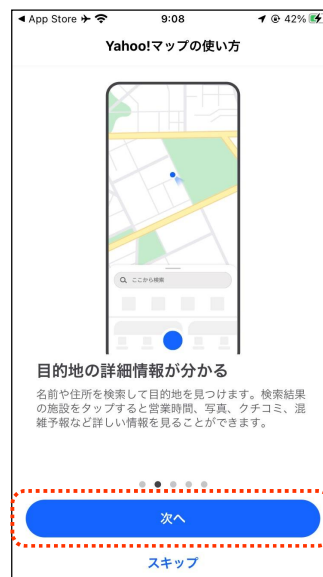 ◀ App Store 9:08 42%
Yahoo!マップの使い方
ここから検索
目的地の詳細情報が分かる
名前や住所を検索して目的地を見つけます。検索結果
の施設をタップすると営業時間、写真、クチコミ、混
雑予報など詳しい情報を見ることができます。
次へ
スキップ